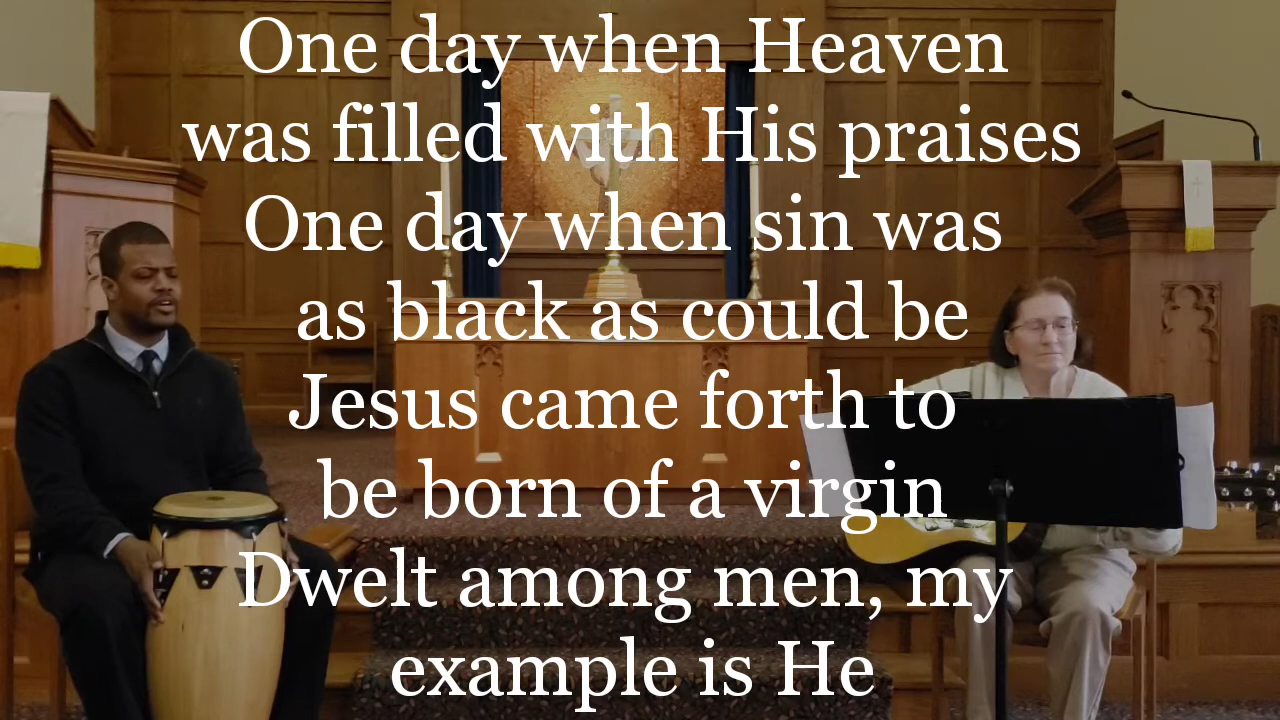 One day when Heaven
was filled with His praises
One day when sin was
as black as could be
Jesus came forth to
be born of a virgin
Dwelt among men, my
example is He